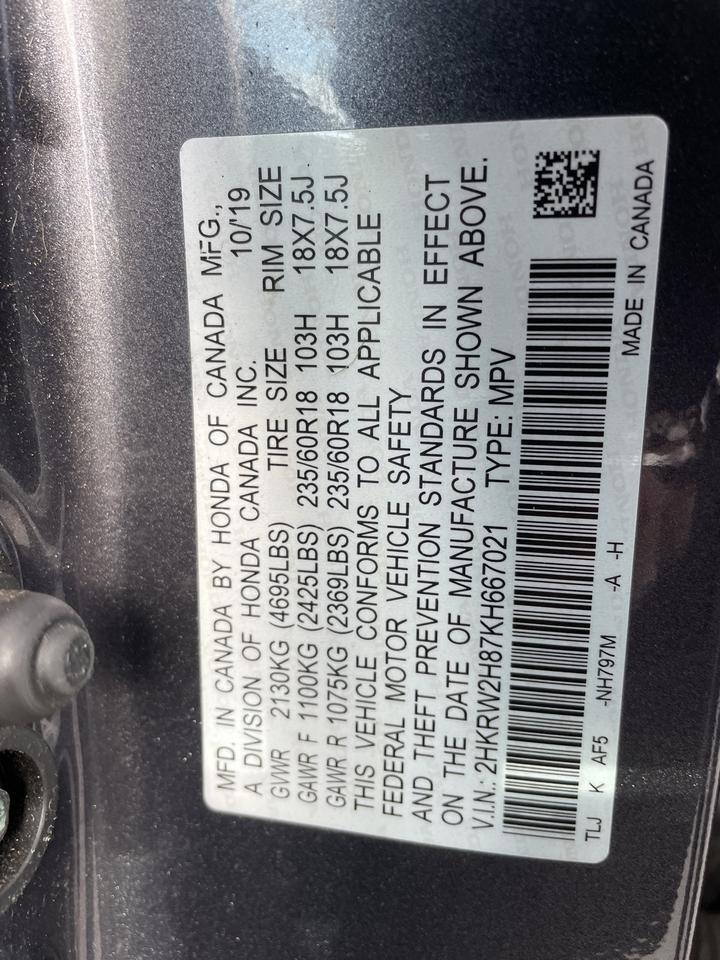 MFD. IN CANADA BY HONDA OF CANADA MFG.,
A DIVISION OF HONDA CANADA INC. 10/'19
GVWR 2130KG (4695LBS) TIRE SIZE RIM SIZE
GAWR F 1100KG (2425LBS) 235/60R18 103H 18X7.5J
GAWR R 1075KG (2369LBS) 235/60R18 103H 18X7.5J
THIS VEHICLE CONFORMS TO ALL APPLICABLE
FEDERAL MOTOR VEHICLE SAFETY
AND THEFT PREVENTION STANDARDS IN EFFECT
ON THE DATE OF MANUFACTURE SHOWN ABOVE.
V.I.N.: 2HKRW2H87KH667021 TYPE: MPV
TLJ K AF5 -NH797M -A -H MADE IN CANADA